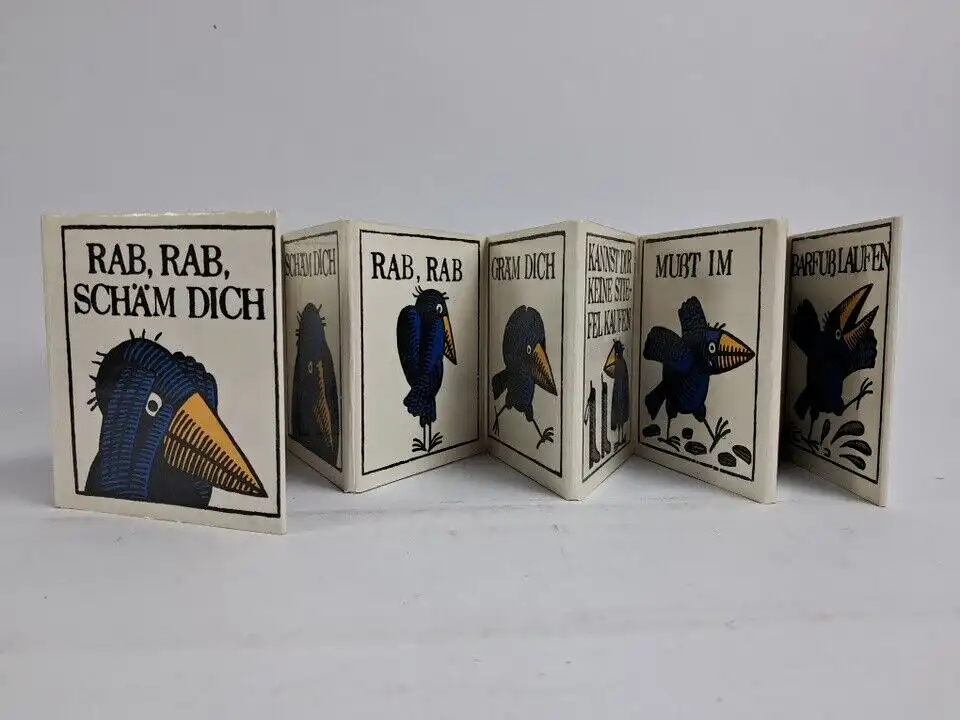 RAB, RAB,
SCHÄM DICH
SCHÄM DICH
RAB, RAB
GRÄM DICH
KANNST DIR
KEINE STIE-
FEL KAUFEN
MUßT IM
BARFUß LAUFEN